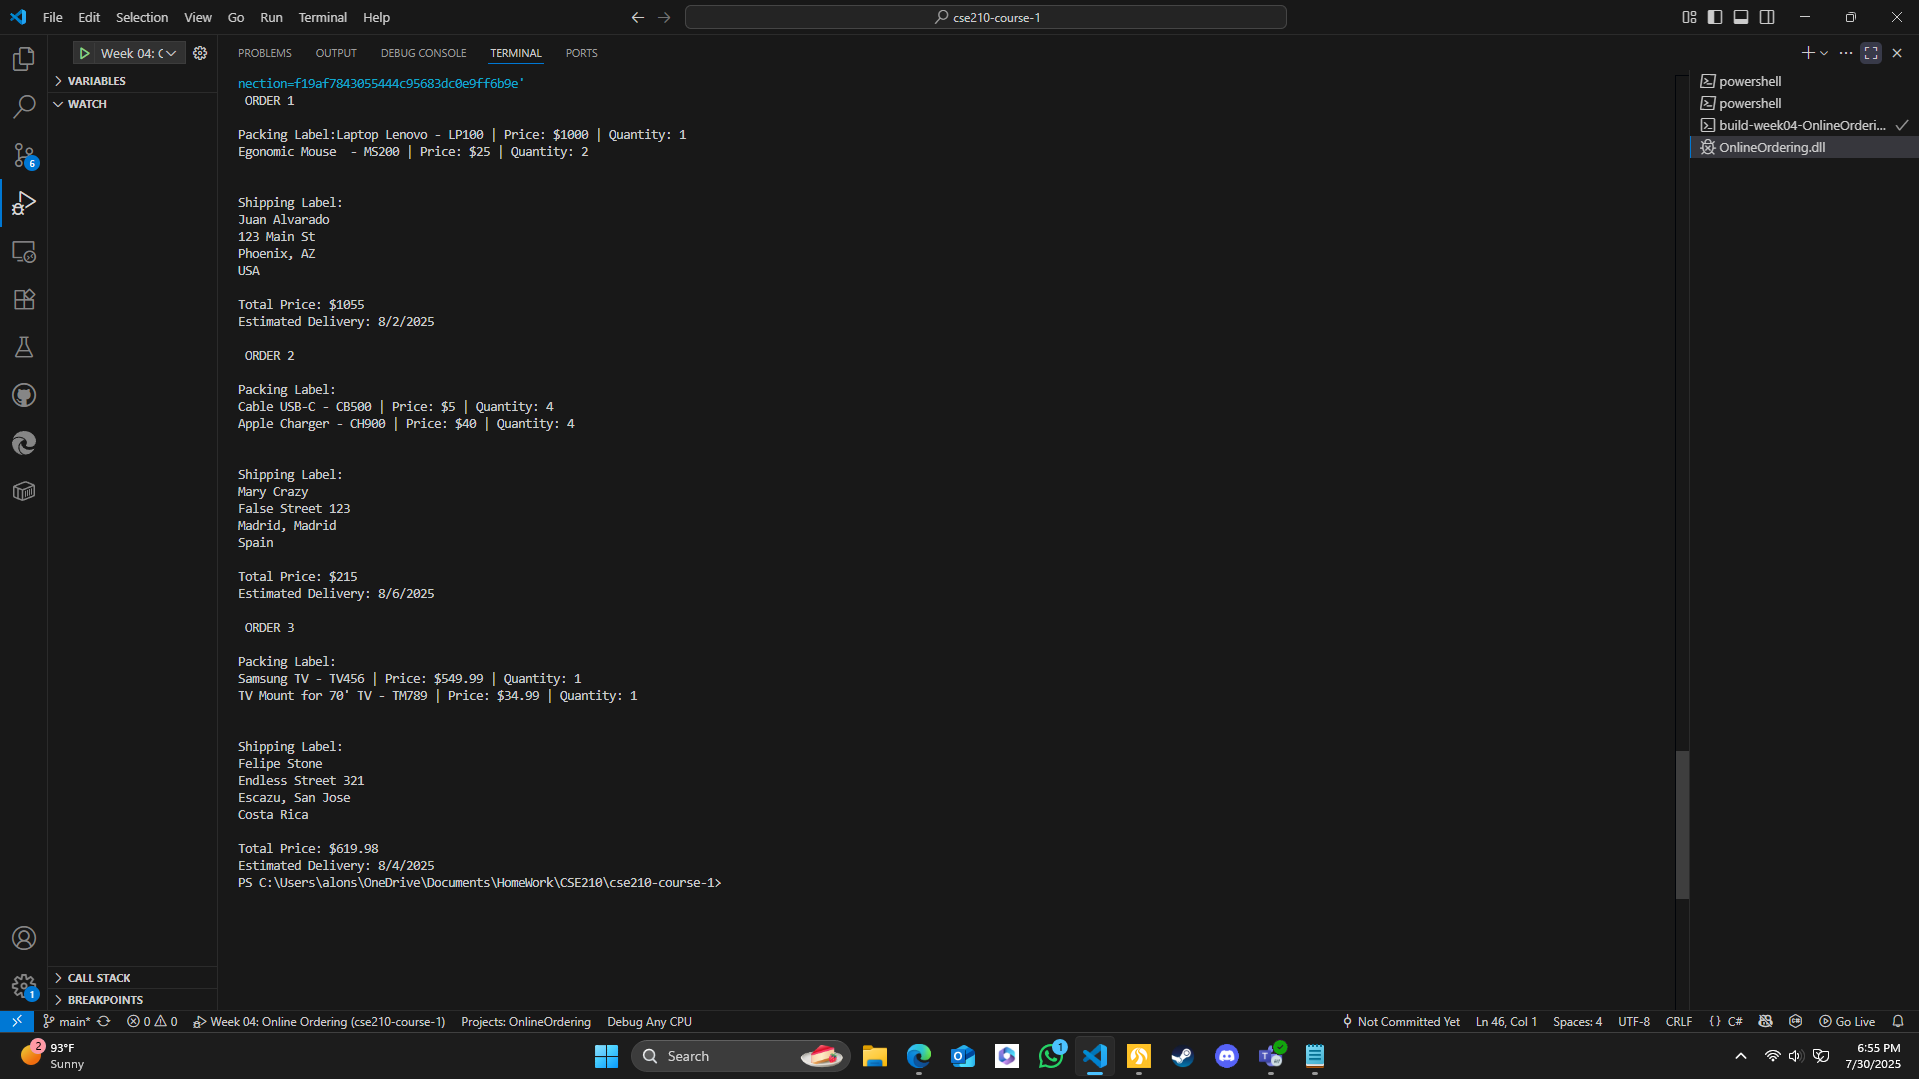 File Edit Selection View Go Run Terminal Help
cse210-course-1
Week 04: C
PROBLEMS OUTPUT DEBUG CONSOLE TERMINAL PORTS
VARIABLES
WATCH
nection=f19af7843055444c95683dc0e9ff6b9e'
ORDER 1
Packing Label:Laptop Lenovo - LP100 | Price: $1000 | Quantity: 1
Egonomic Mouse  - MS200 | Price: $25 | Quantity: 2
Shipping Label:
Juan Alvarado
123 Main St
Phoenix, AZ
USA
Total Price: $1055
Estimated Delivery: 8/2/2025
ORDER 2
Packing Label:
Cable USB-C - CB500 | Price: $5 | Quantity: 4
Apple Charger - CH900 | Price: $40 | Quantity: 4
Shipping Label:
Mary Crazy
False Street 123
Madrid, Madrid
Spain
Total Price: $215
Estimated Delivery: 8/6/2025
ORDER 3
Packing Label:
Samsung TV - TV456 | Price: $549.99 | Quantity: 1
TV Mount for 70' TV - TM789 | Price: $34.99 | Quantity: 1
Shipping Label:
Felipe Stone
Endless Street 321
Escazu, San Jose
Costa Rica
Total Price: $619.98
Estimated Delivery: 8/4/2025
PS C:\Users\alons\OneDrive\Documents\HomeWork\CSE210\cse210-course-1>
powershell
powershell
build-week04-OnlineOrderi...
OnlineOrdering.dll
6
1
CALL STACK
BREAKPOINTS
main* 0 0 Week 04: Online Ordering (cse210-course-1) Projects: OnlineOrdering Debug Any CPU
Not Committed Yet Ln 46, Col 1 Spaces: 4 UTF-8 CRLF {} C# Go Live
2
93°F
Sunny
Search
1
6:55 PM
7/30/2025